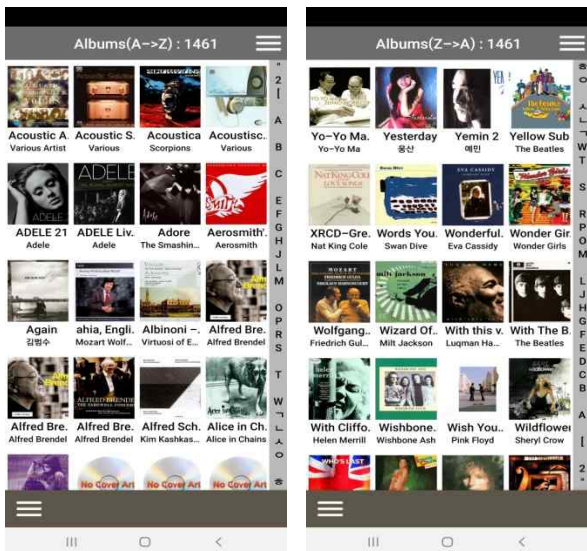 Albums(A->Z) : 1461
Acoustic A.
Various Artist
Acoustic S.
Various
Acoustica
Scorpions
Acoustisc..
Various
ADELE 21
Adele
ADELE Liv.
Adele
Adore
The Smashin...
Aerosmith'.
Aerosmith
Again
김범수
ahia, Engli.
Mozart Wolf...
Albinoni –.
Virtuosi of E...
Alfred Bre.
Alfred Brendel
Alfred Bre.
Alfred Brendel
Alfred Bre.
Alfred Brendel
Alfred Sch.
Kim Kashkas...
Alice in Ch.
Alice in Chains
No Cover Art
No Cover Art
No Cover Art
"
2
[
A
B
C
E
F
G
H
J
L
M
O
P
R
S
T
W
ㄱ
ㄴ
ㅅ
ㅇ
ㅎ
Albums(Z->A) : 1461
Yo-Yo Ma.
Yo-Yo Ma
Yesterday
웅산
Yemin 2
예민
Yellow Sub
The Beatles
XRCD-Gre.
Nat King Cole
Words You.
Swan Dive
Wonderful.
Eva Cassidy
Wonder Gir.
Wonder Girls
Wolfgang..
Friedrich Gul...
Wizard Of..
Milt Jackson
With this v.
Luqman Ha...
With The B.
The Beatles
With Cliffo.
Helen Merrill
Wishbone.
Wishbone Ash
Wish You..
Pink Floyd
Wildflower
Sheryl Crow
WHO'S LAST
ㅎ
ㅇ
ㅅ
ㄴ
ㄱ
W
T
S
R
P
O
M
L
J
H
G
F
E
C
B
A
[
2
"